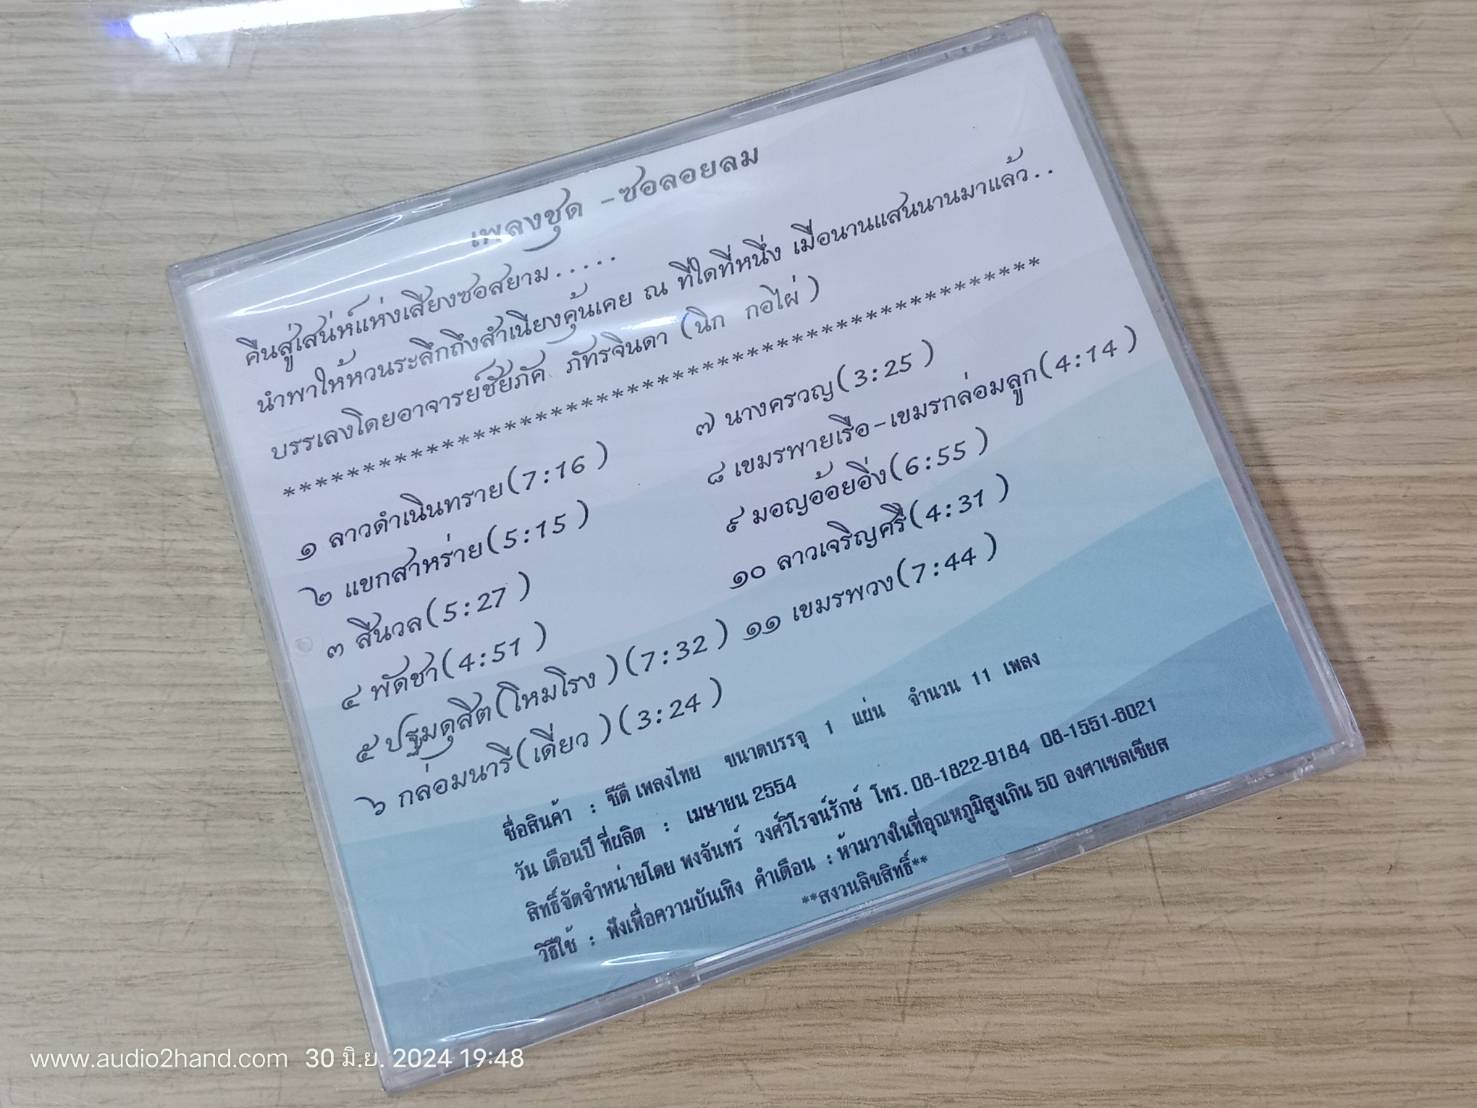 เพลงชุด -ซอลอยลม
คืนสู่เสน่ห์แห่งเสียงซอสยาม.....
นำพาให้หวนระลึกถึงสำเนียงคุ้นเคย ณ ที่ใดที่หนึ่ง เมื่อนานแสนนานมาแล้ว..
บรรเลงโดยอาจารย์ชัยภัค ภัทรจินดา (นิก กอไผ่)
************************************************
๑ ลาวดำเนินทราย(7:16 )
๒ แขกสาหร่าย(5:15 )
๓ สีนวล(5:27 )
๔ พัดชา(4:51 )
๕ ปฐมดุสิต(โหมโรง )(7:32 )
๖ กล่อมนารี(เดี่ยว )(3:24 )
๗ นางครวญ(3:25 )
๘ เขมรพายเรือ-เขมรกล่อมลูก(4:14 )
๙ มอญอ้อยอิ่ง(6:55 )
๑๐ ลาวเจริญศรี(4:31 )
๑๑ เขมรพวง(7:44 )
ชื่อสินค้า : ซีดี เพลงไทย ขนาดบรรจุ 1 แผ่น จำนวน 11 เพลง
วัน เดือนปี ที่ผลิต : เมษายน 2554
สิทธิ์จัดจำหน่ายโดย พงจันทร์ วงศ์วิโรจน์รักษ์ โทร. 08-1822-9184 08-1551-8021
วิธีใช้ : ฟังเพื่อความบันเทิง คำเตือน : ห้ามวางในที่อุณหภูมิสูงเกิน 50 องศาเซลเซียส
**สงวนลิขสิทธิ์**
www.audio2hand.com 30 มิ.ย. 2024 19:48